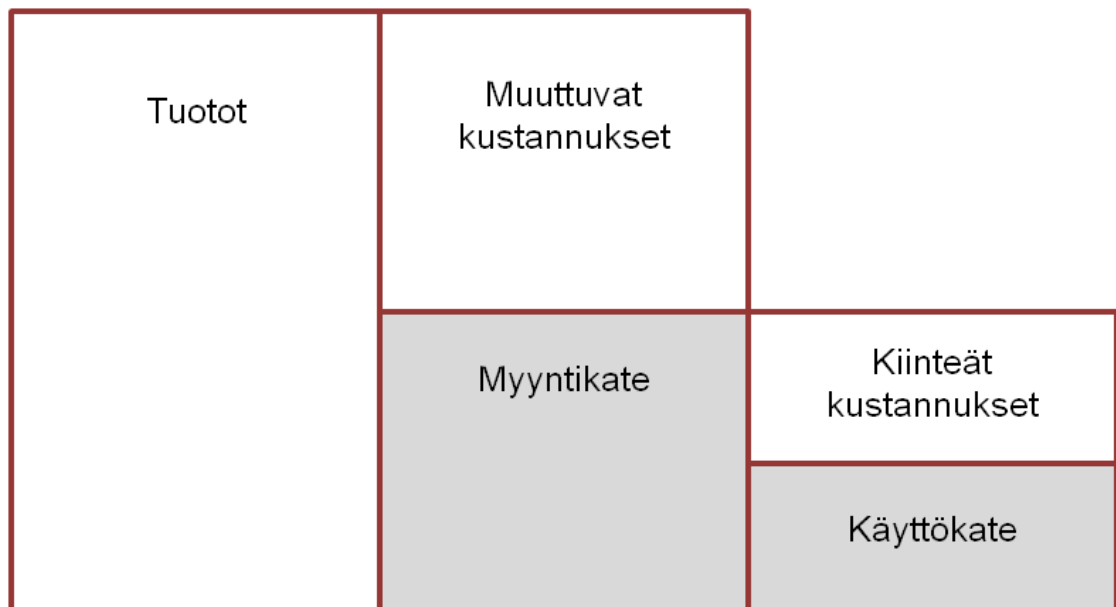 Tuotot
Muuttuvat
kustannukset
Myyntikate
Kiinteät
kustannukset
Käyttökate